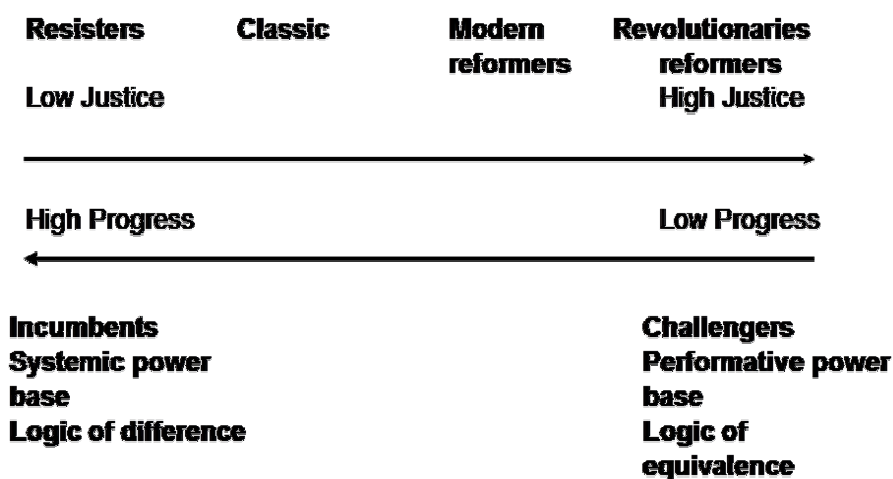 Resisters Classic Modern Revolutionaries
reformers reformers
Low Justice High Justice
High Progress Low Progress
Incumbents Challengers
Systemic power Performative power
base base
Logic of difference Logic of
equivalence